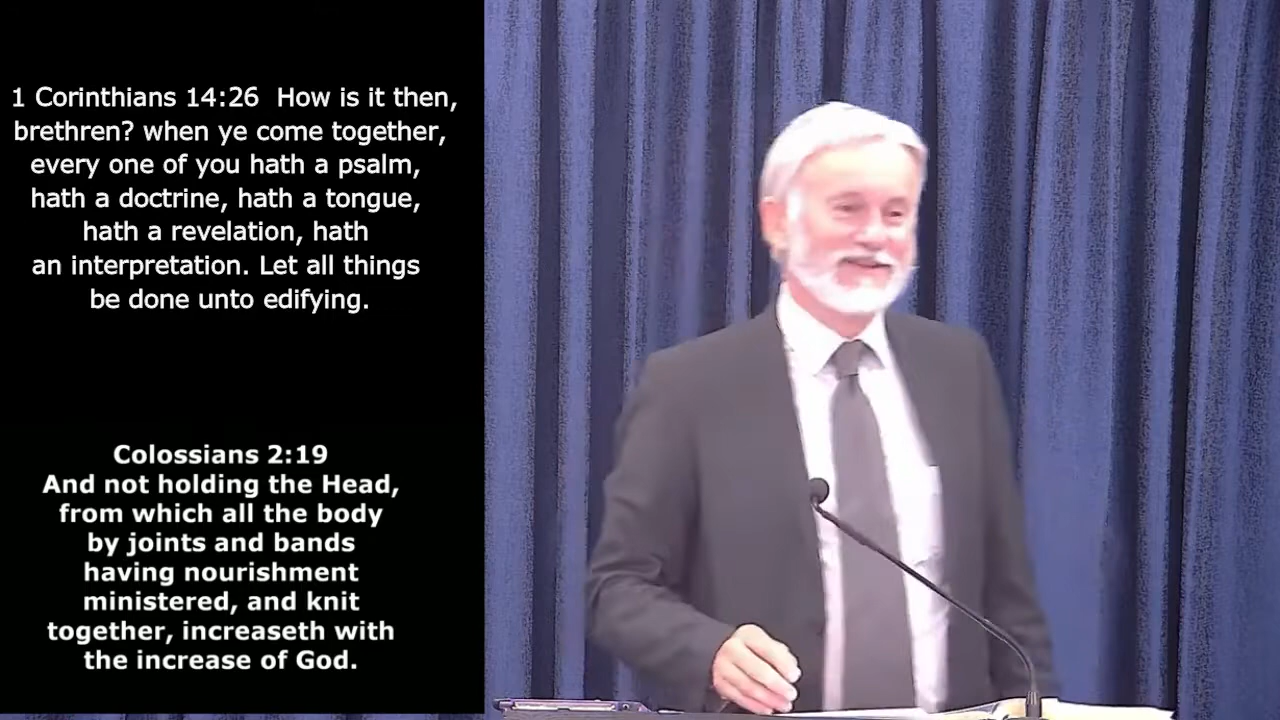 1 Corinthians 14:26  How is it then,
brethren? when ye come together,
every one of you hath a psalm,
hath a doctrine, hath a tongue,
hath a revelation, hath
an interpretation. Let all things
be done unto edifying.
Colossians 2:19
And not holding the Head,
from which all the body
by joints and bands
having nourishment
ministered, and knit
together, increaseth with
the increase of God.